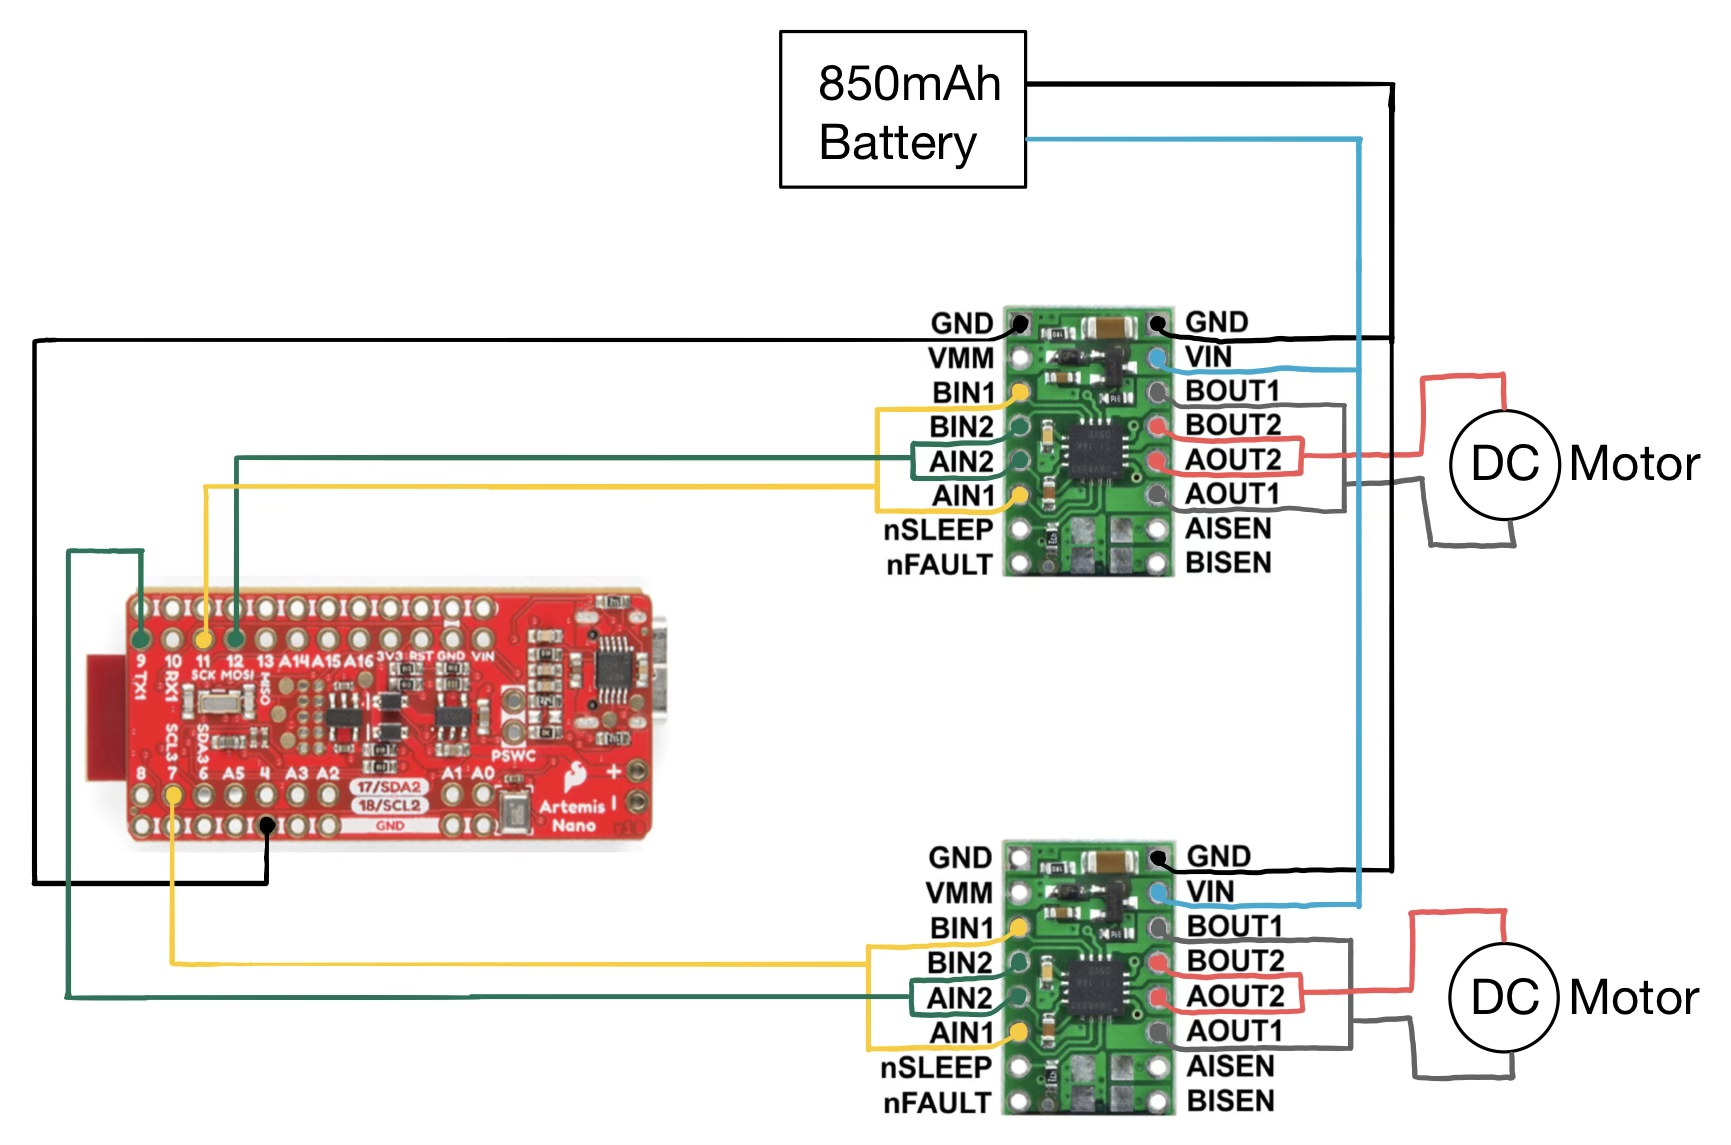 850mAh
Battery
GND
VMM
BIN1
BIN2
AIN2
AIN1
nSLEEP
nFAULT
GND
VIN
BOUT1
BOUT2
AOUT2
AOUT1
AISEN
BISEN
DC Motor
9 10 11 12 13 A14 A15 A16 3V3 RST GND VIN
TX1 RX1 SCK MOSI MISO
SCL3 SDA3
PSWC
8 7 6 A5 4 A3 A2 17/SDA2 A1 A0
18/SCL2
GND
+
Artemis
Nano
GND
VMM
BIN1
BIN2
AIN2
AIN1
nSLEEP
nFAULT
GND
VIN
BOUT1
BOUT2
AOUT2
AOUT1
AISEN
BISEN
DC Motor